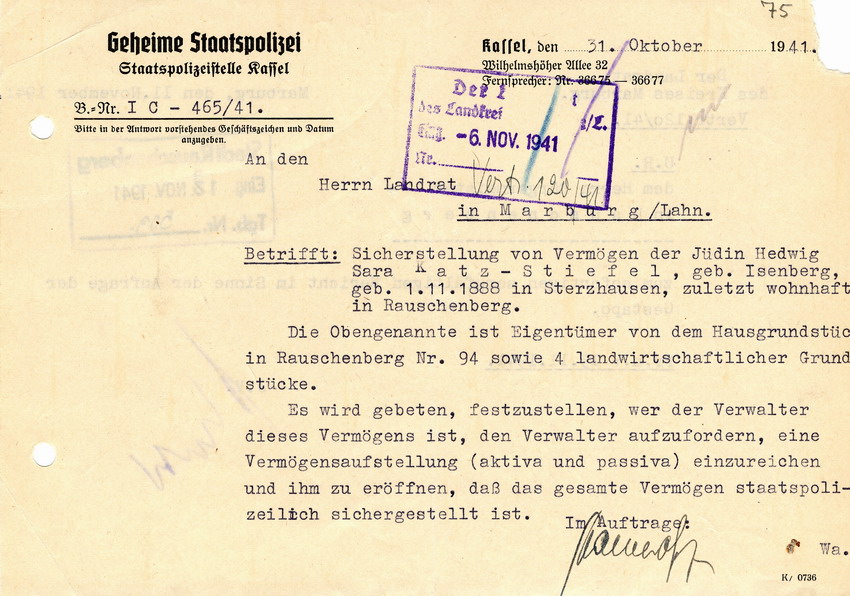 75
Geheime Staatspolizei
Staatspolizeistelle Kassel
B.-Nr. I C - 465/41.
Bitte in der Antwort vorstehendes Geschäftszeichen und Datum
anzugeben.
Kassel, den 31. Oktober 1941.
Wilhelmshöher Allee 32
Fernsprecher: Nr. 36675 — 36677
Der L
des Landkrei
Eing. -6. NOV. 1941
Nr. Vert. 120/41
An den
Herrn Landrat
in Marburg/Lahn.
Betrifft: Sicherstellung von Vermögen der Jüdin Hedwig
Sara Katz-Stiefel, geb. Isenberg,
geb. 1.11.1888 in Sterzhausen, zuletzt wohnhaft
in Rauschenberg.
Die Obengenannte ist Eigentümer von dem Hausgrundstüc
in Rauschenberg Nr. 94 sowie 4 landwirtschaftlicher Grund
stücke.
Es wird gebeten, festzustellen, wer der Verwalter
dieses Vermögens ist, den Verwalter aufzufordern, eine
Vermögensaufstellung (aktiva und passiva) einzureichen
und ihm zu eröffnen, daß das gesamte Vermögen staatspoli-
zeilich sichergestellt ist.
Im Auftrage:
Wa.
K/ 0736